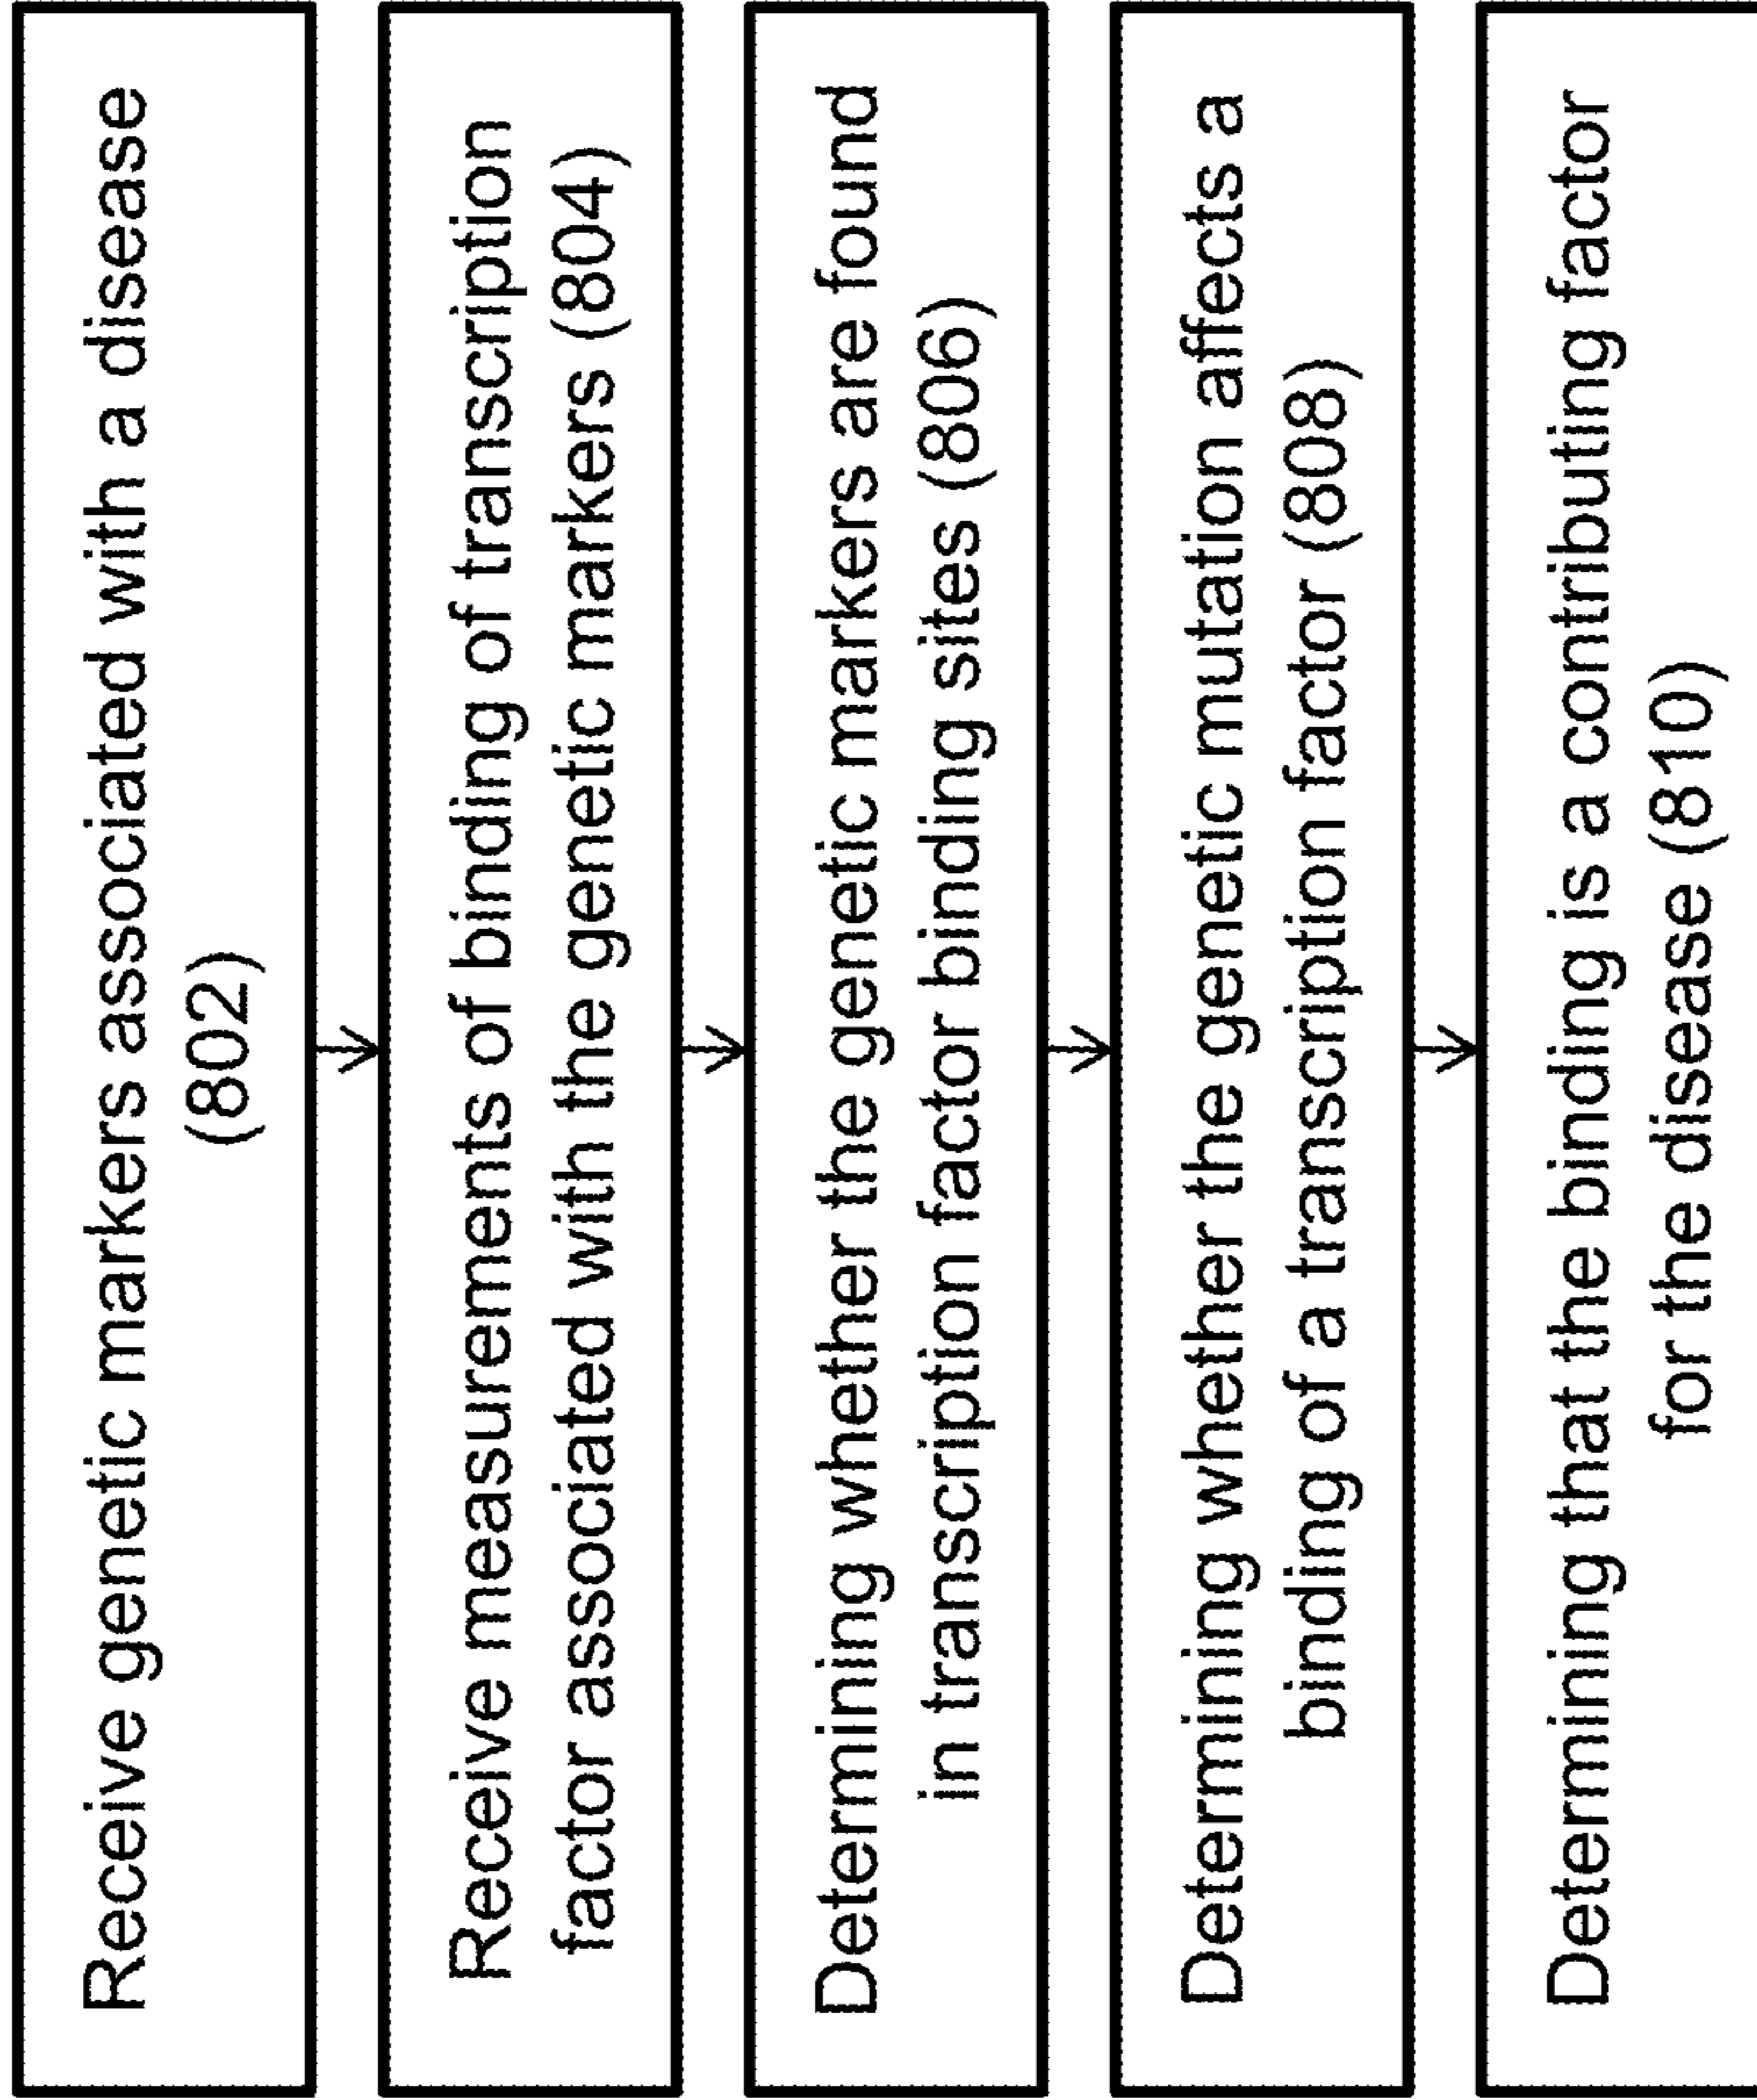 Receive genetic markers associated with a disease
(802)
Receive measurements of binding of transcription
factor associated with the genetic markers (804)
Determining whether the genetic markers are found
in transcription factor binding sites (806)
Determining whether the genetic mutation affects a
binding of a transcription factor (808)
Determining that the binding is a contributing factor
for the disease (810)